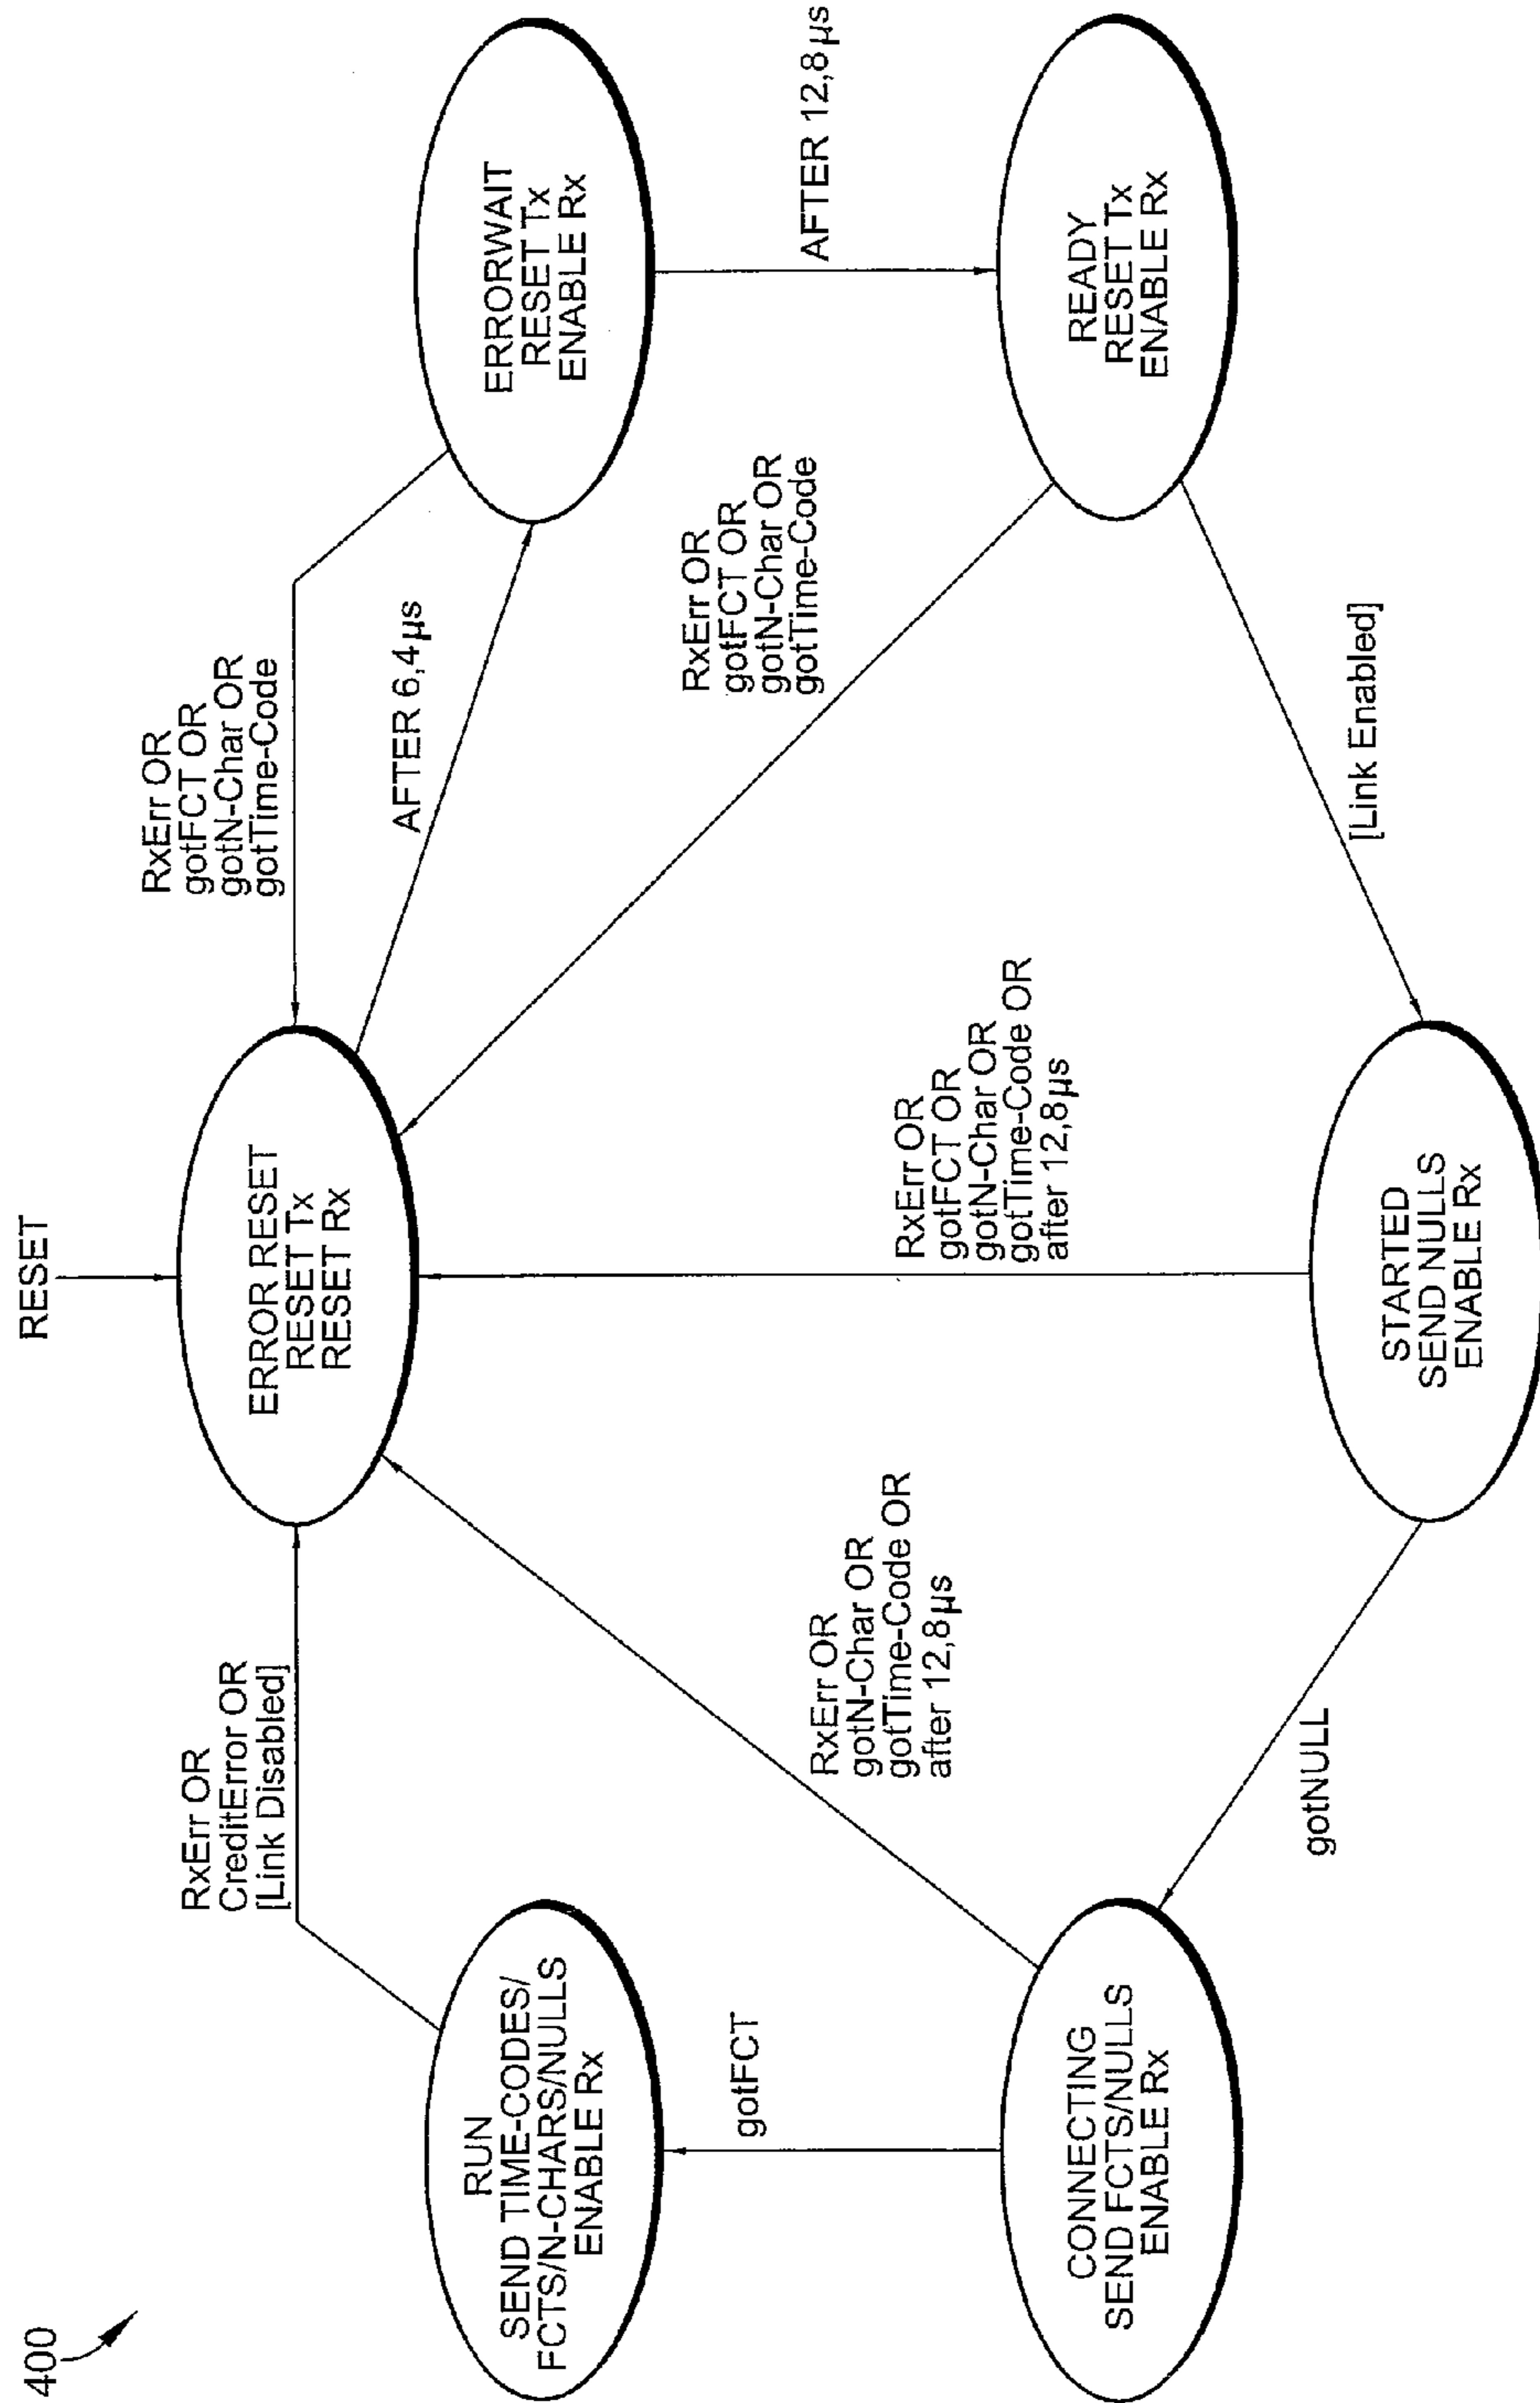 400
RESET
ERROR RESET
RESET Tx
RESET Rx
RxErr OR
CreditError OR
[Link Disabled]
RxErr OR
gotFCT OR
gotN-Char OR
gotTime-Code
AFTER 6,4µs
RUN
SEND TIME-CODES/
FCTS/N-CHARS/NULLS
ENABLE Rx
ERRORWAIT
RESET Tx
ENABLE Rx
gotFCT
RxErr OR
gotN-Char OR
gotTime-Code OR
after 12,8µs
RxErr OR
gotFCT OR
gotN-Char OR
gotTime-Code OR
after 12,8µs
RxErr OR
gotFCT OR
gotN-Char OR
gotTime-Code
AFTER 12,8µs
CONNECTING
SEND FCTS/NULLS
ENABLE Rx
READY
RESET Tx
ENABLE Rx
gotNULL
[Link Enabled]
STARTED
SEND NULLS
ENABLE Rx